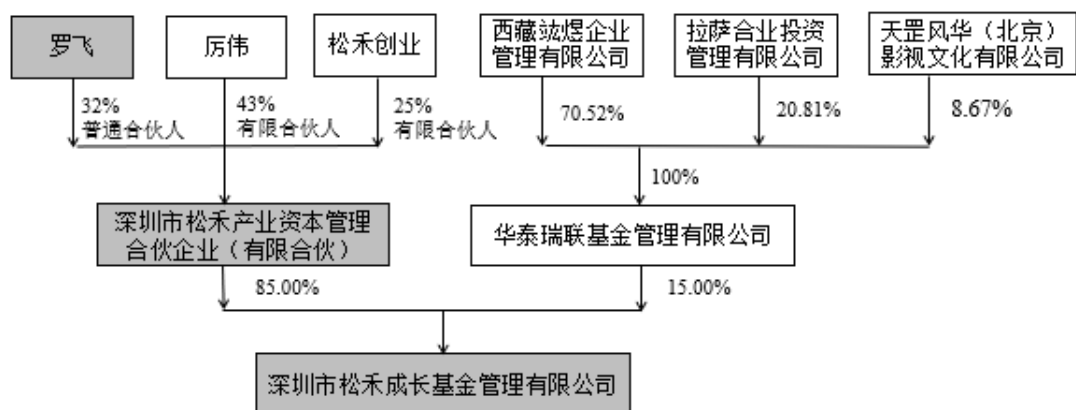 罗飞
厉伟
松禾创业
西藏竑煜企业
管理有限公司
拉萨合业投资
管理有限公司
天罡风华（北京）
影视文化有限公司
32%
普通合伙人
43%
有限合伙人
25%
有限合伙人
70.52%
20.81%
8.67%
100%
深圳市松禾产业资本管理
合伙企业（有限合伙）
华泰瑞联基金管理有限公司
85.00%
15.00%
深圳市松禾成长基金管理有限公司